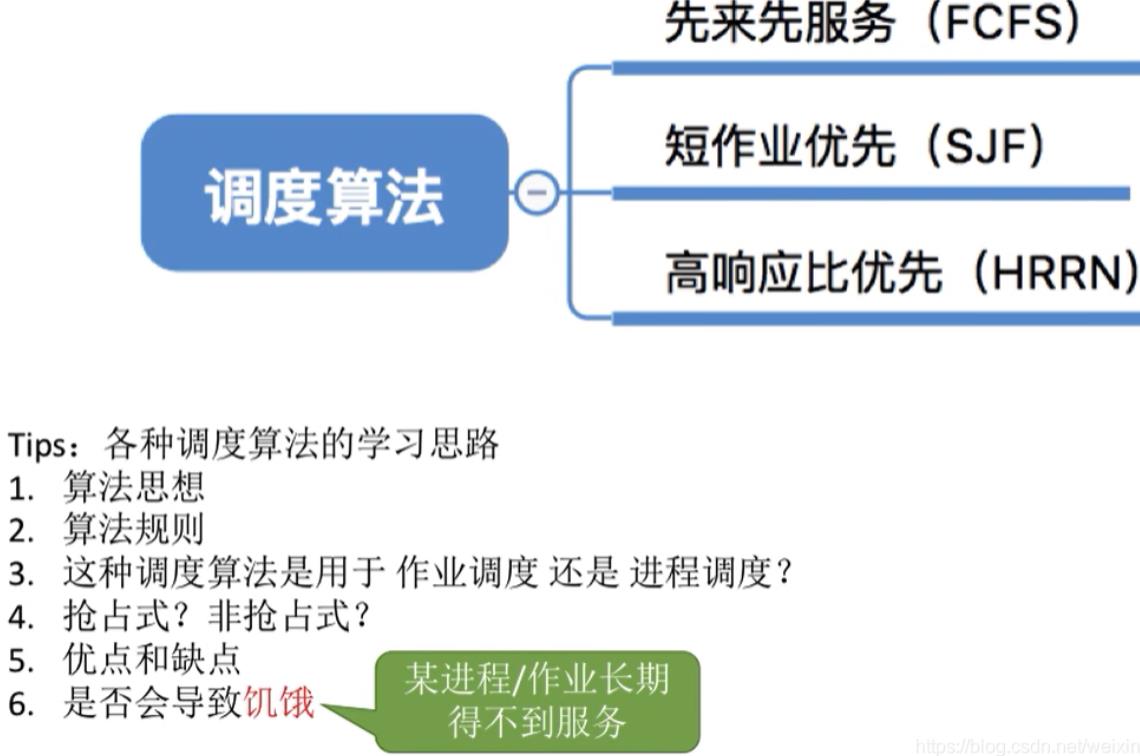 先来先服务（FCFS）
短作业优先（SJF）
调度算法
高响应比优先（HRRN）
Tips：各种调度算法的学习思路
1. 算法思想
2. 算法规则
3. 这种调度算法是用于 作业调度 还是 进程调度？
4. 抢占式？非抢占式？
5. 优点和缺点
6. 是否会导致饥饿
某进程/作业长期
得不到服务
https://blog.csdn.net/weixin